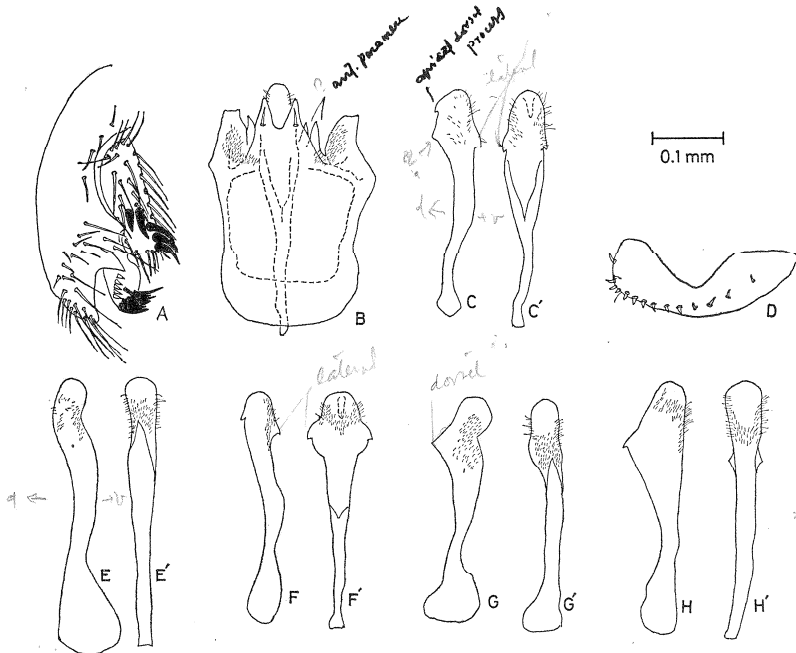 apical dorsal
process
ant. paramere
?
lateral
0.1 mm
d ←
→ v
A
B
C
C′
D
lateral
dorsal
d ←
→ v
E
E′
F
F′
G
G′
H
H′